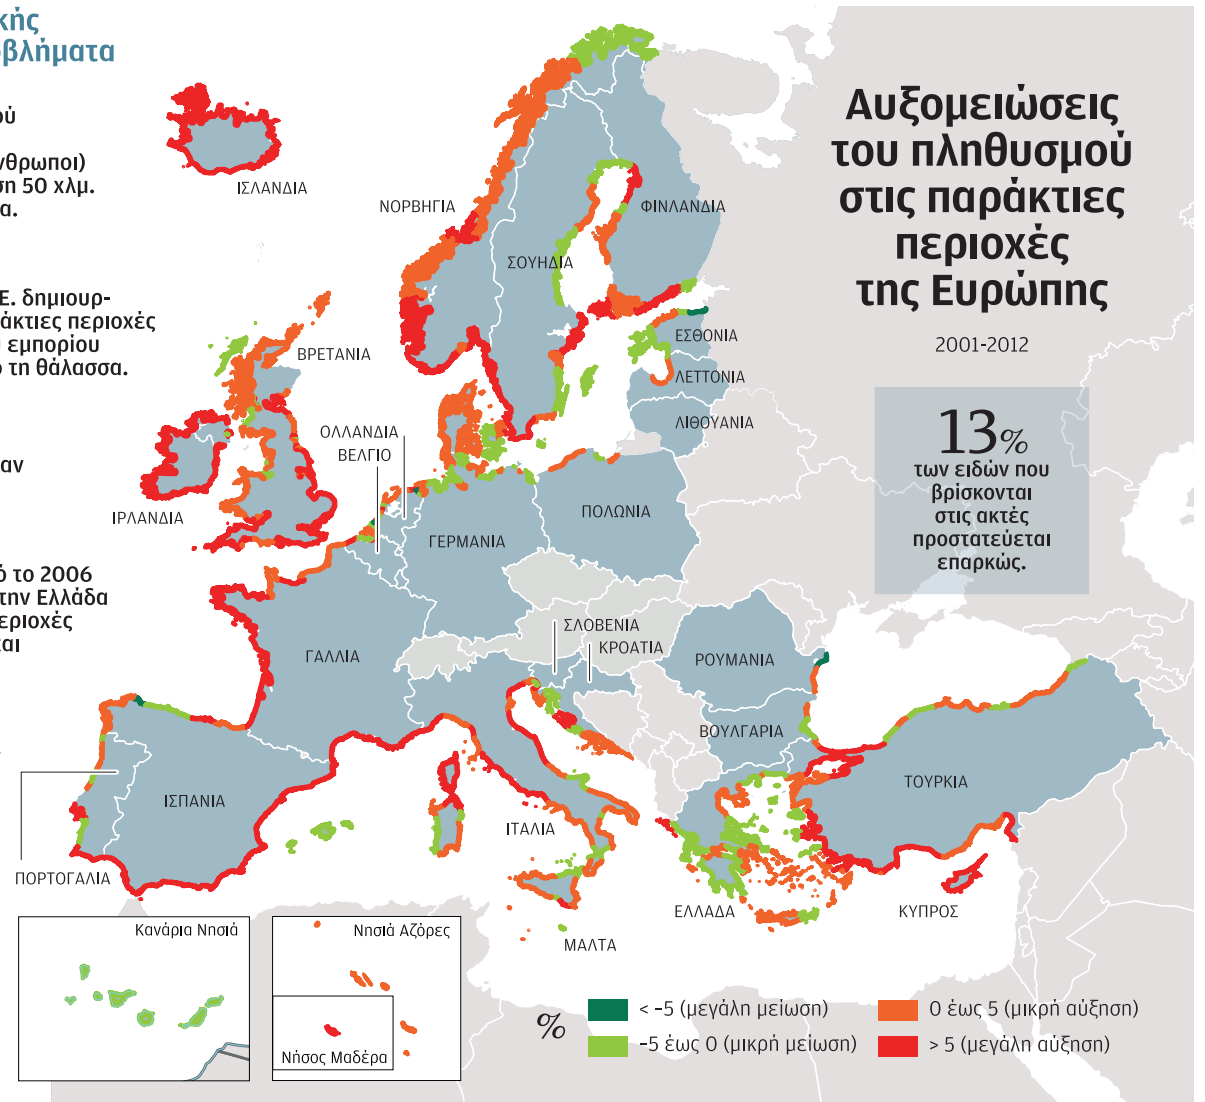 κής
βλήματα
ού
νθρωποι)
ση 50 χλμ.
α.
Ε. δημιουρ-
άκτιες περιοχές
υ εμπορίου
ό τη θάλασσα.
αν
ό το 2006
την Ελλάδα
εριοχές
και
Αυξομειώσεις
του πληθυσμού
στις παράκτιες
περιοχές
της Ευρώπης
2001-2012
13%
των ειδών που
βρίσκονται
στις ακτές
προστατεύεται
επαρκώς.
ΙΣΛΑΝΔΙΑ
ΝΟΡΒΗΓΙΑ
ΦΙΝΛΑΝΔΙΑ
ΣΟΥΗΔΙΑ
ΕΣΘΟΝΙΑ
ΒΡΕΤΑΝΙΑ
ΛΕΤΤΟΝΙΑ
ΛΙΘΟΥΑΝΙΑ
ΟΛΛΑΝΔΙΑ
ΒΕΛΓΙΟ
ΙΡΛΑΝΔΙΑ
ΠΟΛΩΝΙΑ
ΓΕΡΜΑΝΙΑ
ΣΛΟΒΕΝΙΑ
ΚΡΟΑΤΙΑ
ΓΑΛΛΙΑ
ΡΟΥΜΑΝΙΑ
ΒΟΥΛΓΑΡΙΑ
ΤΟΥΡΚΙΑ
ΙΣΠΑΝΙΑ
ΙΤΑΛΙΑ
ΠΟΡΤΟΓΑΛΙΑ
ΕΛΛΑΔΑ
ΚΥΠΡΟΣ
ΜΑΛΤΑ
Κανάρια Νησιά
Νησιά Αζόρες
Νήσος Μαδέρα
%
< -5 (μεγάλη μείωση)
-5 έως 0 (μικρή μείωση)
0 έως 5 (μικρή αύξηση)
> 5 (μεγάλη αύξηση)